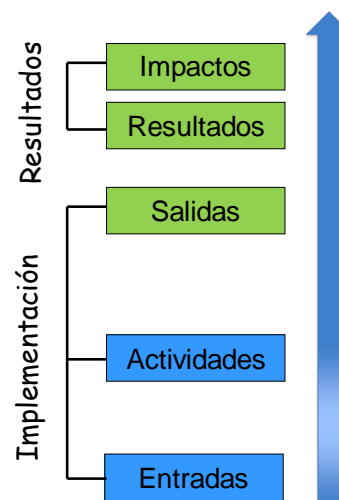 Resultados
Impactos
Resultados
Implementación
Salidas
Actividades
Entradas